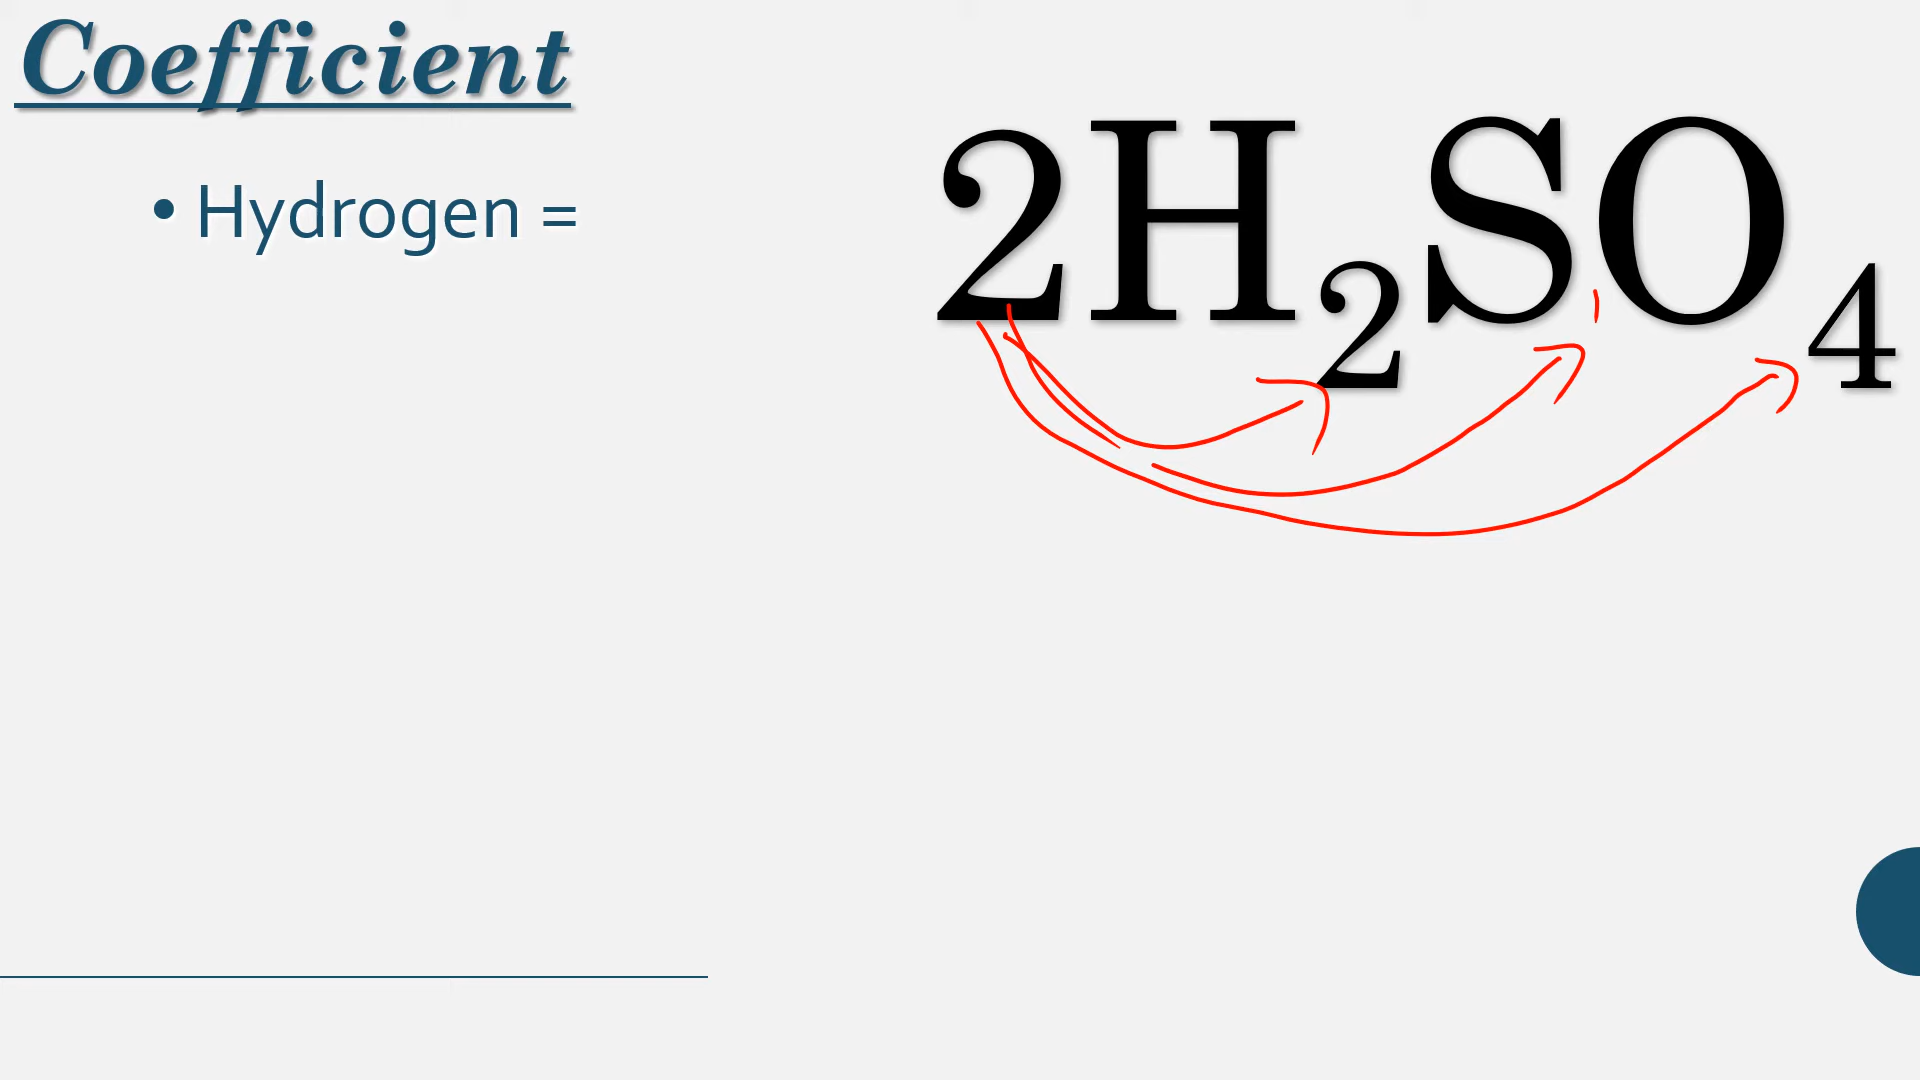 Coefficient
• Hydrogen =
2H₂SO₄